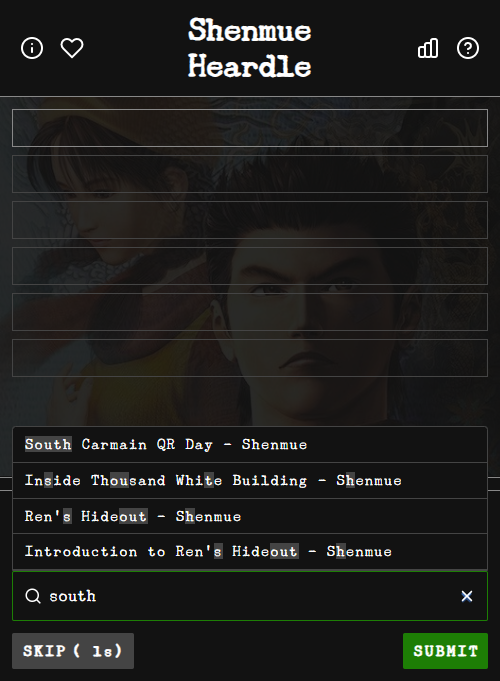 Shenmue
Heardle
South Carmain QR Day - Shenmue
Inside Thousand White Building - Shenmue
Ren's Hideout - Shenmue
Introduction to Ren's Hideout - Shenmue
south
SKIP ( 1s)
SUBMIT